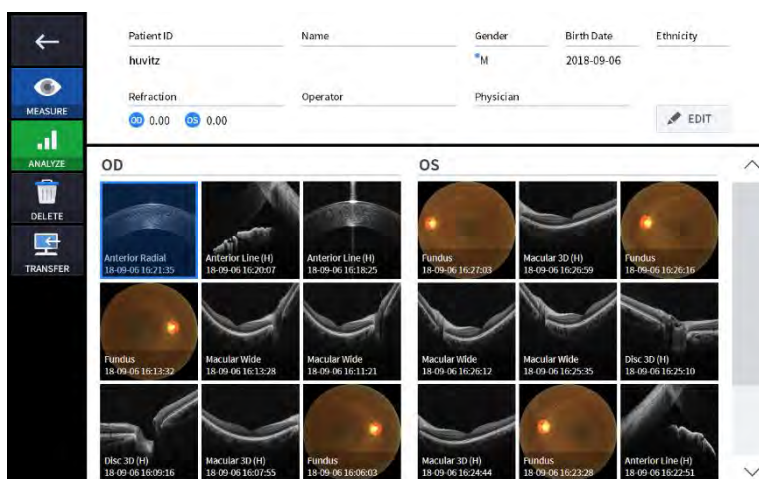 Patient ID
Name
Gender
Birth Date
Ethnicity
huvitz
*M
2018-09-06
Refraction
Operator
Physician
OD 0.00 OS 0.00
EDIT
MEASURE
ANALYZE
DELETE
TRANSFER
OD
Anterior Radial
18-09-06 16:21:35
Anterior Line (H)
18-09-06 16:20:07
Anterior Line (H)
18-09-06 16:18:25
Fundus
18-09-06 16:13:32
Macular Wide
18-09-06 16:13:28
Macular Wide
18-09-06 16:11:21
Disc 3D (H)
18-09-06 16:09:16
Macular 3D (H)
18-09-06 16:07:55
Fundus
18-09-06 16:06:03
OS
Fundus
18-09-06 16:27:03
Macular 3D (H)
18-09-06 16:26:59
Fundus
18-09-06 16:26:16
Macular Wide
18-09-06 16:26:12
Macular Wide
18-09-06 16:25:35
Disc 3D (H)
18-09-06 16:25:10
Macular 3D (H)
18-09-06 16:24:44
Fundus
18-09-06 16:23:28
Anterior Line (H)
18-09-06 16:22:51